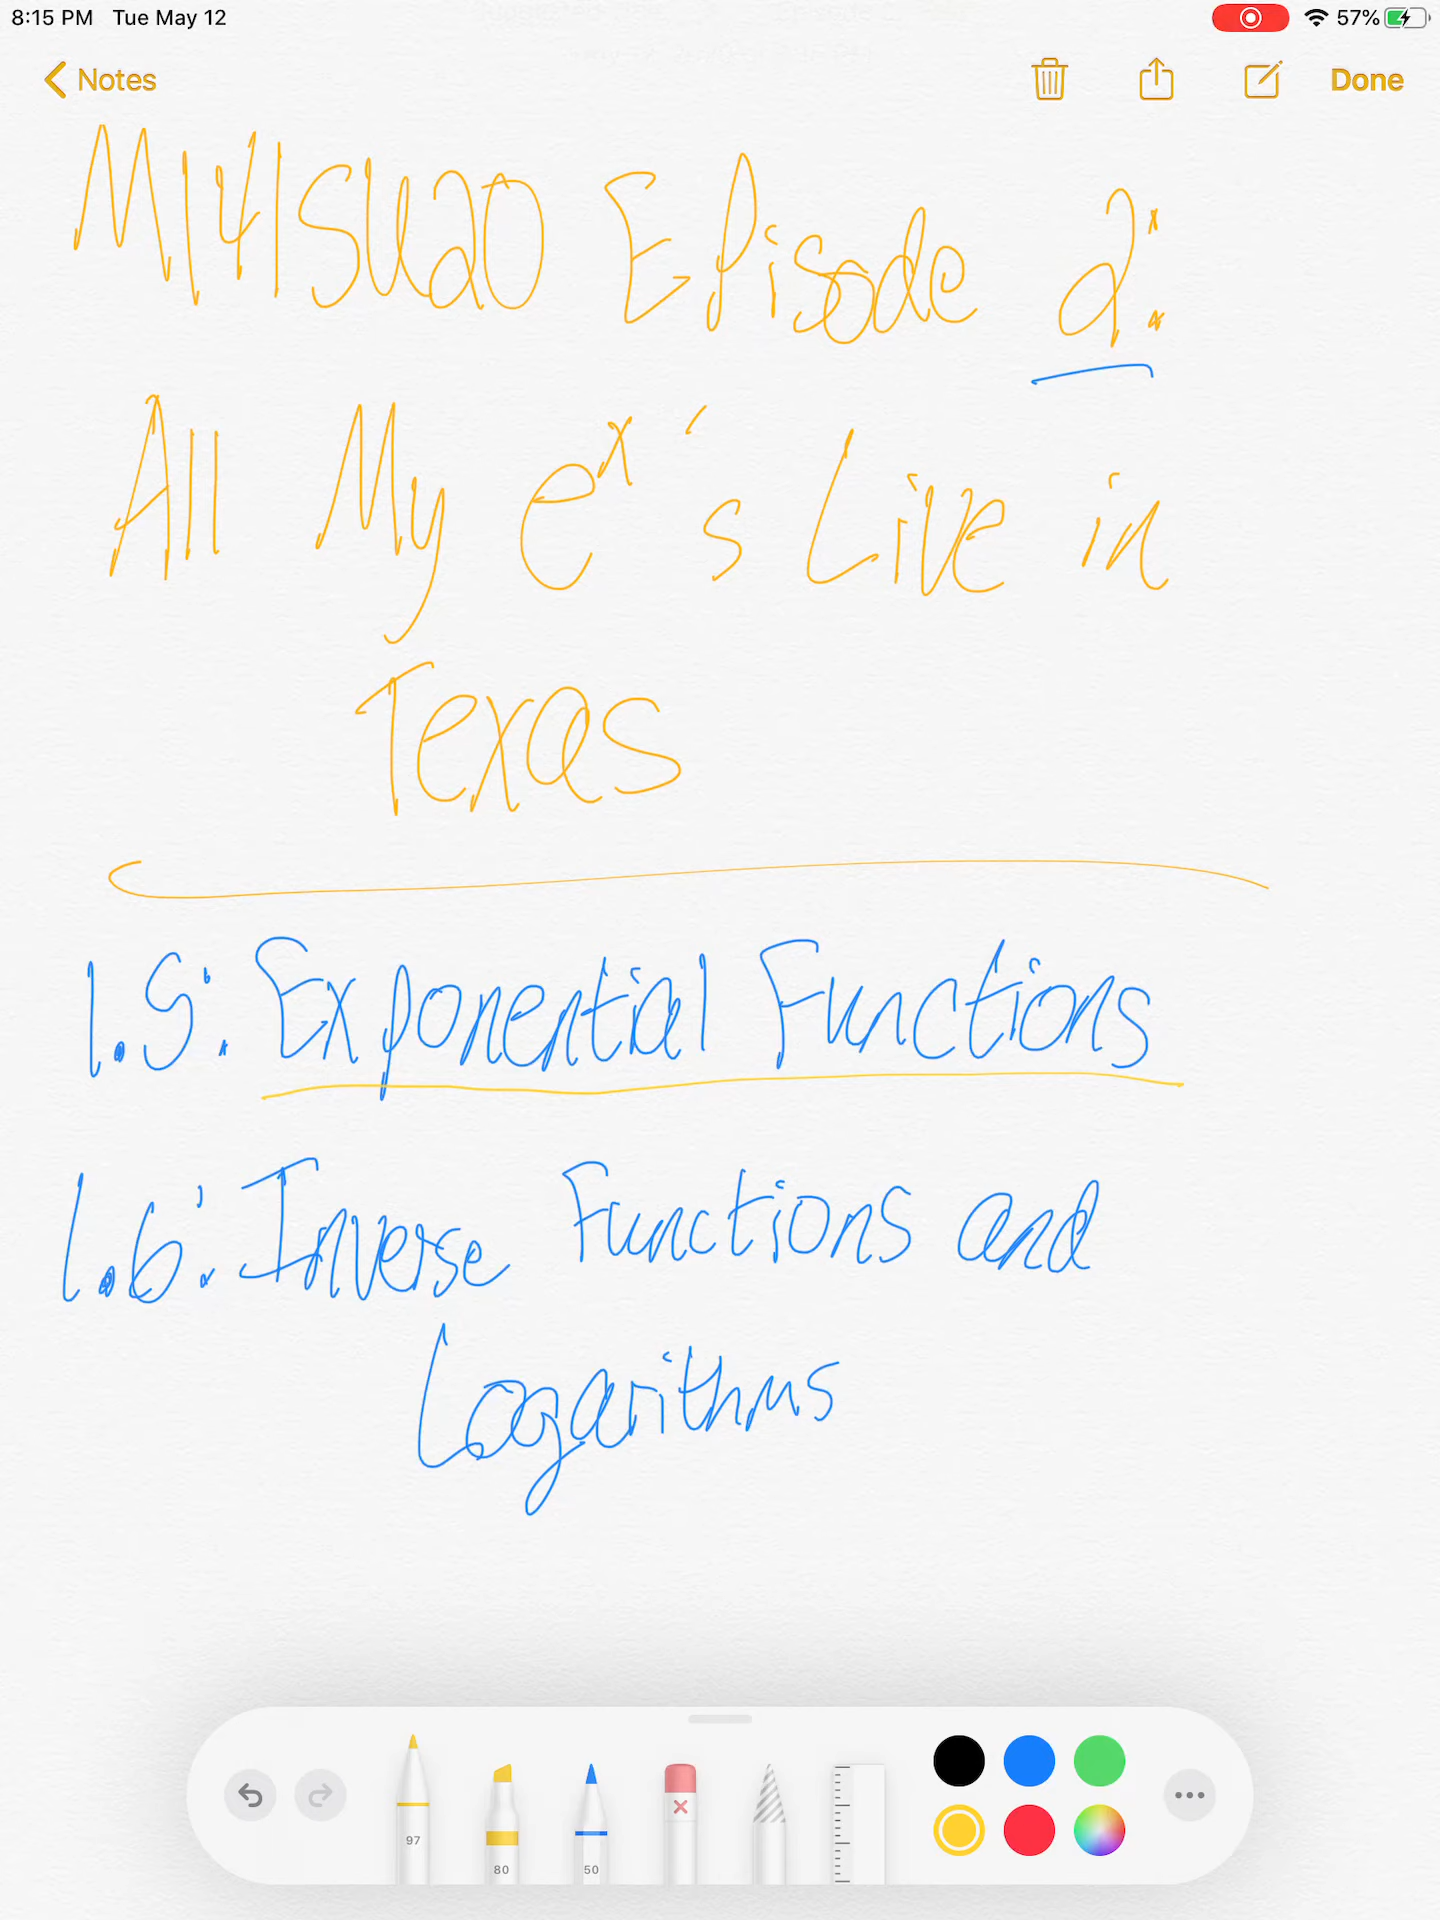 8:15 PM Tue May 12 57%
Notes Done
M141SU20 Episode 2:
All My eˣ's Live in
Texas
1.5: Exponential Functions
1.6: Inverse Functions and
Logarithms
97 80 50